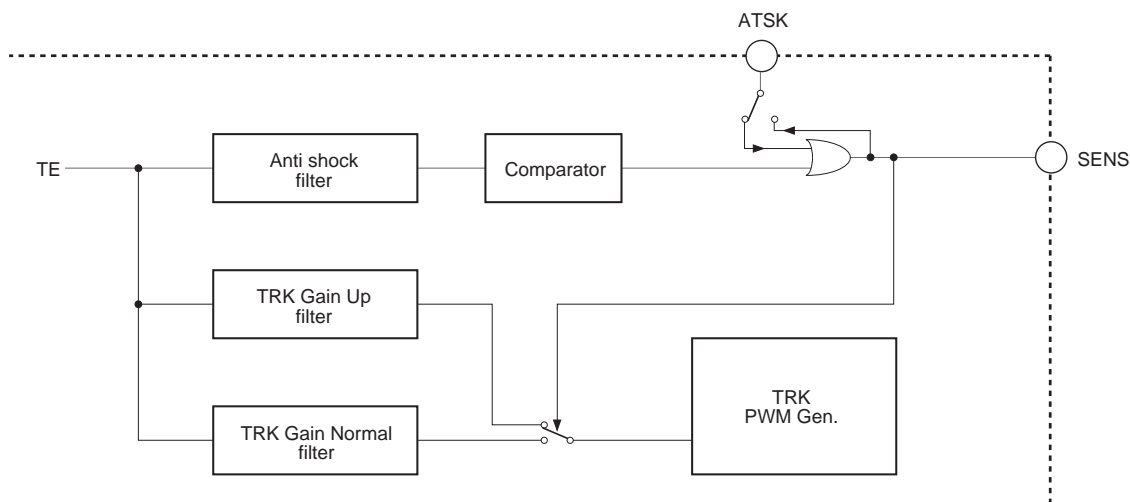 ATSK
TE
Anti shock
filter
Comparator
SENS
TRK Gain Up
filter
TRK
PWM Gen.
TRK Gain Normal
filter